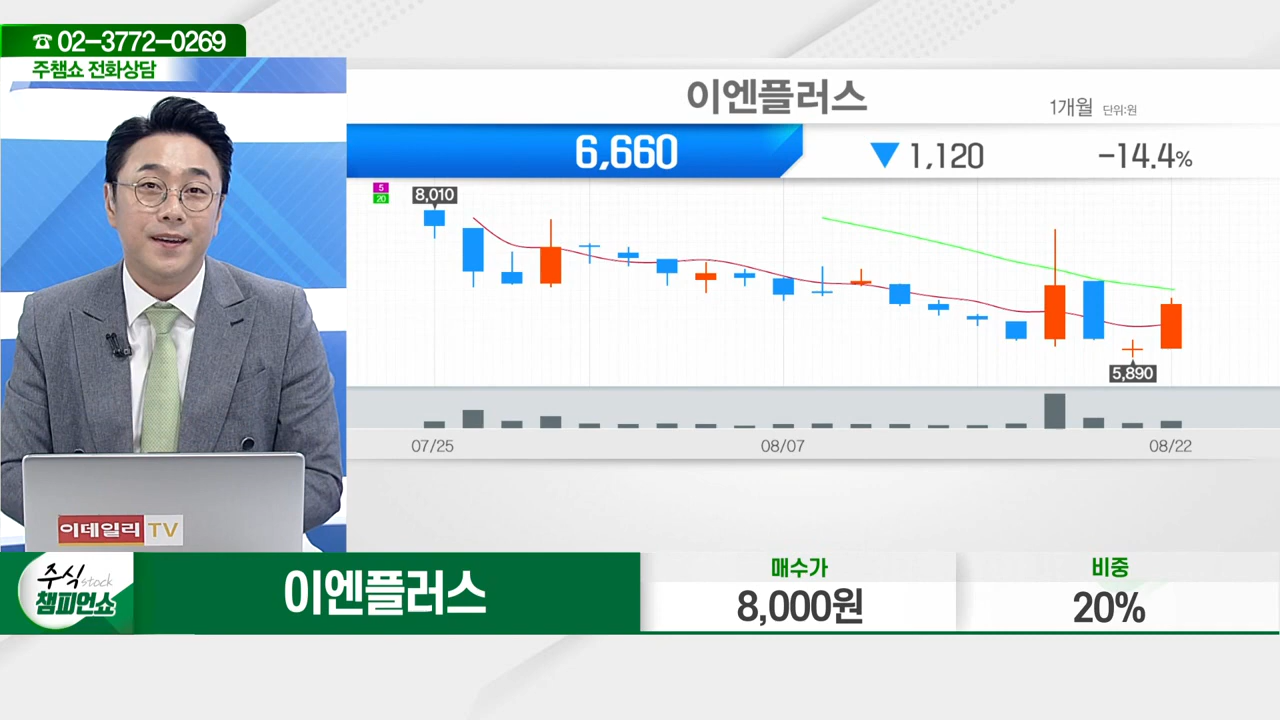 ☎ 02-3772-0269
주챔쇼 전화상담
이엔플러스
1개월 단위:원
6,660 ▼ 1,120 -14.4%
5
20
8,010
5,890
07/25 08/07 08/22
이데일리 TV
주식 stock
챔피언쇼
이엔플러스
매수가
8,000원
비중
20%